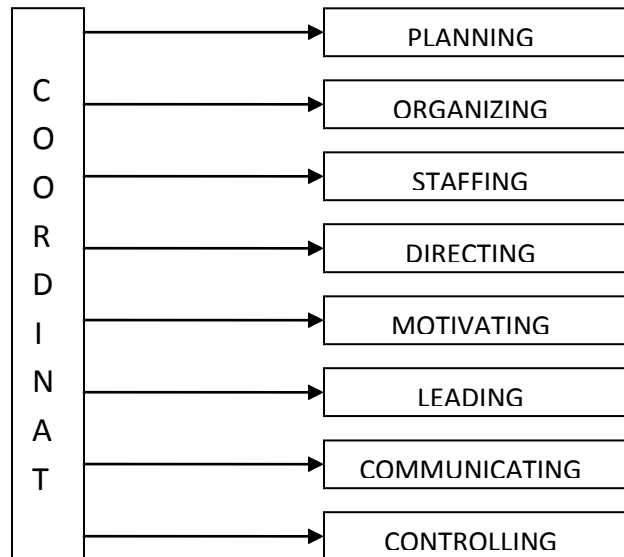 C
O
O
R
D
I
N
A
T
PLANNING
ORGANIZING
STAFFING
DIRECTING
MOTIVATING
LEADING
COMMUNICATING
CONTROLLING